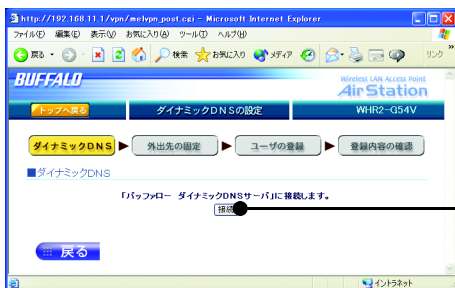 http://192.168.11.1/vpn/melvpn_post.cgi - Microsoft Internet Explorer
ファイル(F) 編集(E) 表示(V) お気に入り(A) ツール(T) ヘルプ(H)
戻る 検索 お気に入り メディア リンク »
BUFFALO
Wireless LAN Access Point
AirStation
トップへ戻る ダイナミックDNSの設定 WHR2-G54V
ダイナミックDNS 外出先の固定 ユーザの登録 登録内容の確認
■ダイナミックDNS
「バッファロー ダイナミックDNSサーバ」に接続します。
接続
戻る
イントラネット